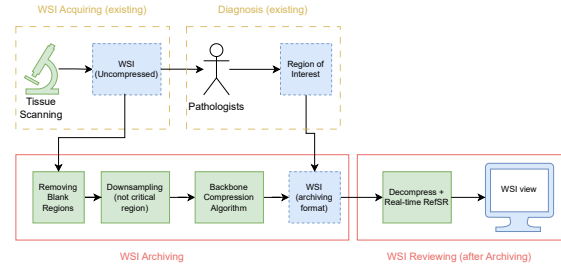 WSI Acquiring (existing)
Diagnosis (existing)
WSI
(Uncompressed)
Region of
Interest
Tissue
Scanning
Pathologists
Removing
Blank
Regions
Downsampling
(not critical
region)
Backbone
Compression
Algorithm
WSI
(archiving
format)
Decompress +
Real-time RefSR
WSI view
WSI Archiving
WSI Reviewing (after Archiving)